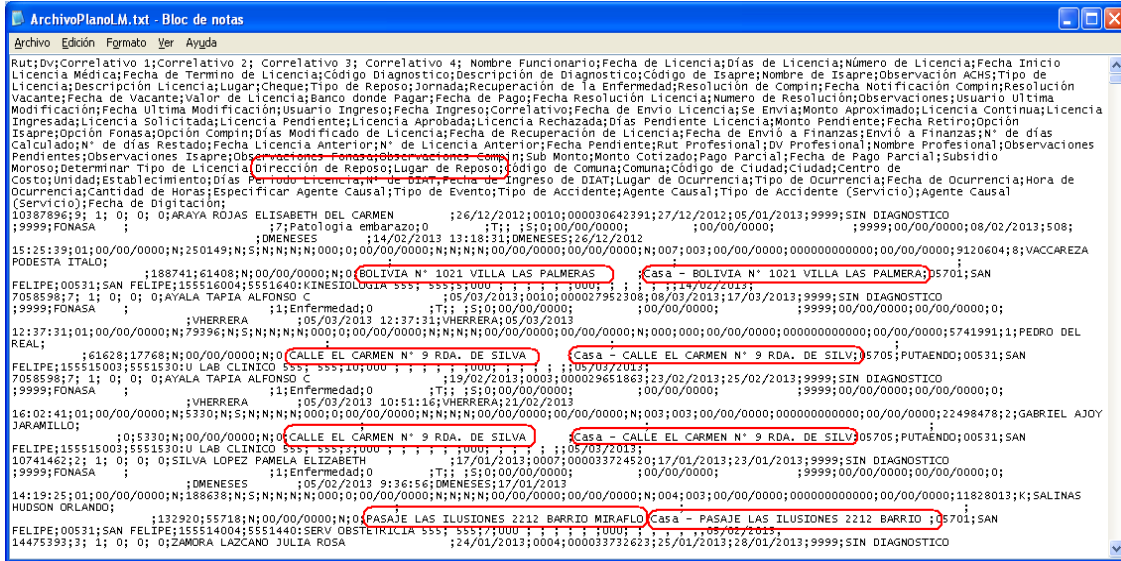 ArchivoPlanoLM.txt - Bloc de notas
Archivo Edición Formato Ver Ayuda
Rut;Dv;Correlativo 1;Correlativo 2; Correlativo 3; Correlativo 4; Nombre Funcionario;Fecha de Licencia;Días de Licencia;Número de Licencia;Fecha Inicio
Licencia Médica;Fecha de Termino de Licencia;Código Diagnostico;Descripción de Diagnostico;Código de Isapre;Nombre de Isapre;Observación ACHS;Tipo de
Licencia;Descripción Licencia;Lugar;Cheque;Tipo de Reposo;Jornada;Recuperación de la Enfermedad;Resolución de Compin;Fecha Notificación Compin;Resolución
Vacante;Fecha de Vacante;Valor de Licencia;Banco donde Pagar;Fecha de Pago;Fecha Resolución Licencia;Numero de Resolución;Observaciones;Usuario Ultima
Modificación;Fecha Ultima Modificación;Usuario Ingreso;Fecha Ingreso;Correlativo;Fecha de Envio Licencia;Se Envia;Monto Aproximado;Licencia Continua;Licencia
Ingresada;Licencia Solicitada;Licencia Pendiente;Licencia Aprobada;Licencia Rechazada;Días Pendiente Licencia;Monto Pendiente;Fecha Retiro;Opción
Isapre;Opción Fonasa;Opción Compin;Días Modificado de Licencia;Fecha de Recuperación de Licencia;Fecha de Envió a Finanzas;Envió a Finanzas;N° de días
Calculado;N° de días Restado;Fecha Licencia Anterior;N° de Licencia Anterior;Fecha Pendiente;Rut Profesional;DV Profesional;Nombre Profesional;Observaciones
Pendientes;Observaciones Isapre;Observaciones Fonasa;Observaciones Compin;Sub Monto;Monto Cotizado;Pago Parcial;Fecha de Pago Parcial;Subsidio
Moroso;Determinar Tipo de Licencia;Dirección de Reposo;Lugar de Reposo;Código de Comuna;Comuna;Código de Ciudad;Ciudad;Centro de
Costo;Unidad;Establecimiento;Días Periodo Licencia;N° de DIAT;Fecha de Ingreso de DIAT;Lugar de Ocurrencia;Tipo de Ocurrencia;Fecha de Ocurrencia;Hora de
Ocurrencia;Cantidad de Horas;Especificar Agente Causal;Tipo de Evento;Tipo de Accidente;Agente Causal;Tipo de Accidente (Servicio);Agente Causal
(Servicio);Fecha de Digitación;
10387896;9; 1; 0; 0; 0;ARAYA ROJAS ELISABETH DEL CARMEN ;26/12/2012;0010;000030642391;27/12/2012;05/01/2013;9999;SIN DIAGNOSTICO
;9999;FONASA ; ;7;Patologia embarazo;0 ;T;; ;S;0;00/00/0000; ;00/00/0000; ;9999;00/00/0000;08/02/2013;508;
;DMENESES ;14/02/2013 13:18:31;DMENESES;26/12/2012
15:25:39;01;00/00/0000;N;250149;N;S;N;N;N;N;000;0;00/00/0000;N;N;N;N;00/00/0000;00/00/0000;N;007;003;00/00/0000;000000000000;00/00/0000;9120604;8;VACCAREZA
PODESTA ITALO; ; ;
;188741;61408;N;00/00/0000;N;0;BOLIVIA N° 1021 VILLA LAS PALMERAS ;Casa - BOLIVIA N° 1021 VILLA LAS PALMERA;05701;SAN
FELIPE;00531;SAN FELIPE;155516004;5551640:KINESIOLOGIA 555; 555;5;000 ; ; ; ; ; ;000; ; ; ; ; ;14/02/2013;
7058598;7; 1; 0; 0; 0;AYALA TAPIA ALFONSO C ;05/03/2013;0010;000027952308;08/03/2013;17/03/2013;9999;SIN DIAGNOSTICO
;9999;FONASA ; ;1;Enfermedad;0 ;T;; ;S;0;00/00/0000; ;00/00/0000; ;9999;00/00/0000;00/00/0000;0;
;VHERRERA ;05/03/2013 12:37:31;VHERRERA;05/03/2013
12:37:31;01;00/00/0000;N;79396;N;S;N;N;N;N;000;0;00/00/0000;N;N;N;N;00/00/0000;00/00/0000;N;000;000;00/00/0000;000000000000;00/00/0000;5741991;1;PEDRO DEL
REAL; ; ;
;61628;17768;N;00/00/0000;N;0;CALLE EL CARMEN N° 9 RDA. DE SILVA ;Casa - CALLE EL CARMEN N° 9 RDA. DE SILV;05705;PUTAENDO;00531;SAN
FELIPE;155515003;5551530:U LAB CLINICO 555; 555;10;000 ; ; ; ; ; ;000; ; ; ; ; ;05/03/2013;
7058598;7; 1; 0; 0; 0;AYALA TAPIA ALFONSO C ;19/02/2013;0003;000029651863;23/02/2013;25/02/2013;9999;SIN DIAGNOSTICO
;9999;FONASA ; ;1;Enfermedad;0 ;T;; ;S;0;00/00/0000; ;00/00/0000; ;9999;00/00/0000;00/00/0000;0;
;VHERRERA ;05/03/2013 10:51:16;VHERRERA;21/02/2013
16:02:41;01;00/00/0000;N;5330;N;S;N;N;N;N;000;0;00/00/0000;N;N;N;N;00/00/0000;00/00/0000;N;003;003;00/00/0000;000000000000;00/00/0000;22498478;2;GABRIEL AJOY
JARAMILLO; ; ;
;0;5330;N;00/00/0000;N;0;CALLE EL CARMEN N° 9 RDA. DE SILVA ;Casa - CALLE EL CARMEN N° 9 RDA. DE SILV;05705;PUTAENDO;00531;SAN
FELIPE;155515003;5551530:U LAB CLINICO 555; 555;3;000 ; ; ; ; ; ;000; ; ; ; ; ;05/03/2013;
10741462;2; 1; 0; 0; 0;SILVA LOPEZ PAMELA ELIZABETH ;17/01/2013;0007;000033724520;17/01/2013;23/01/2013;9999;SIN DIAGNOSTICO
;9999;FONASA ; ;1;Enfermedad;0 ;T;; ;S;0;00/00/0000; ;00/00/0000; ;9999;00/00/0000;00/00/0000;0;
;DMENESES ;05/02/2013 9:36:56;DMENESES;17/01/2013
14:19:25;01;00/00/0000;N;188638;N;S;N;N;N;N;000;0;00/00/0000;N;N;N;N;00/00/0000;00/00/0000;N;004;003;00/00/0000;000000000000;00/00/0000;11828013;K;SALINAS
HUDSON ORLANDO; ; ;
;132920;55718;N;00/00/0000;N;0;PASAJE LAS ILUSIONES 2212 BARRIO MIRAFLO;Casa - PASAJE LAS ILUSIONES 2212 BARRIO ;05701;SAN
FELIPE;00531;SAN FELIPE;155514004;5551440:SERV OBSTETRICIA 555; 555;7;000 ; ; ; ; ; ;000; ; ; ; ; ;05/02/2013;
14475393;3; 1; 0; 0; 0;ZAMORA LAZCANO JULIA ROSA ;24/01/2013;0004;000033732623;25/01/2013;28/01/2013;9999;SIN DIAGNOSTICO